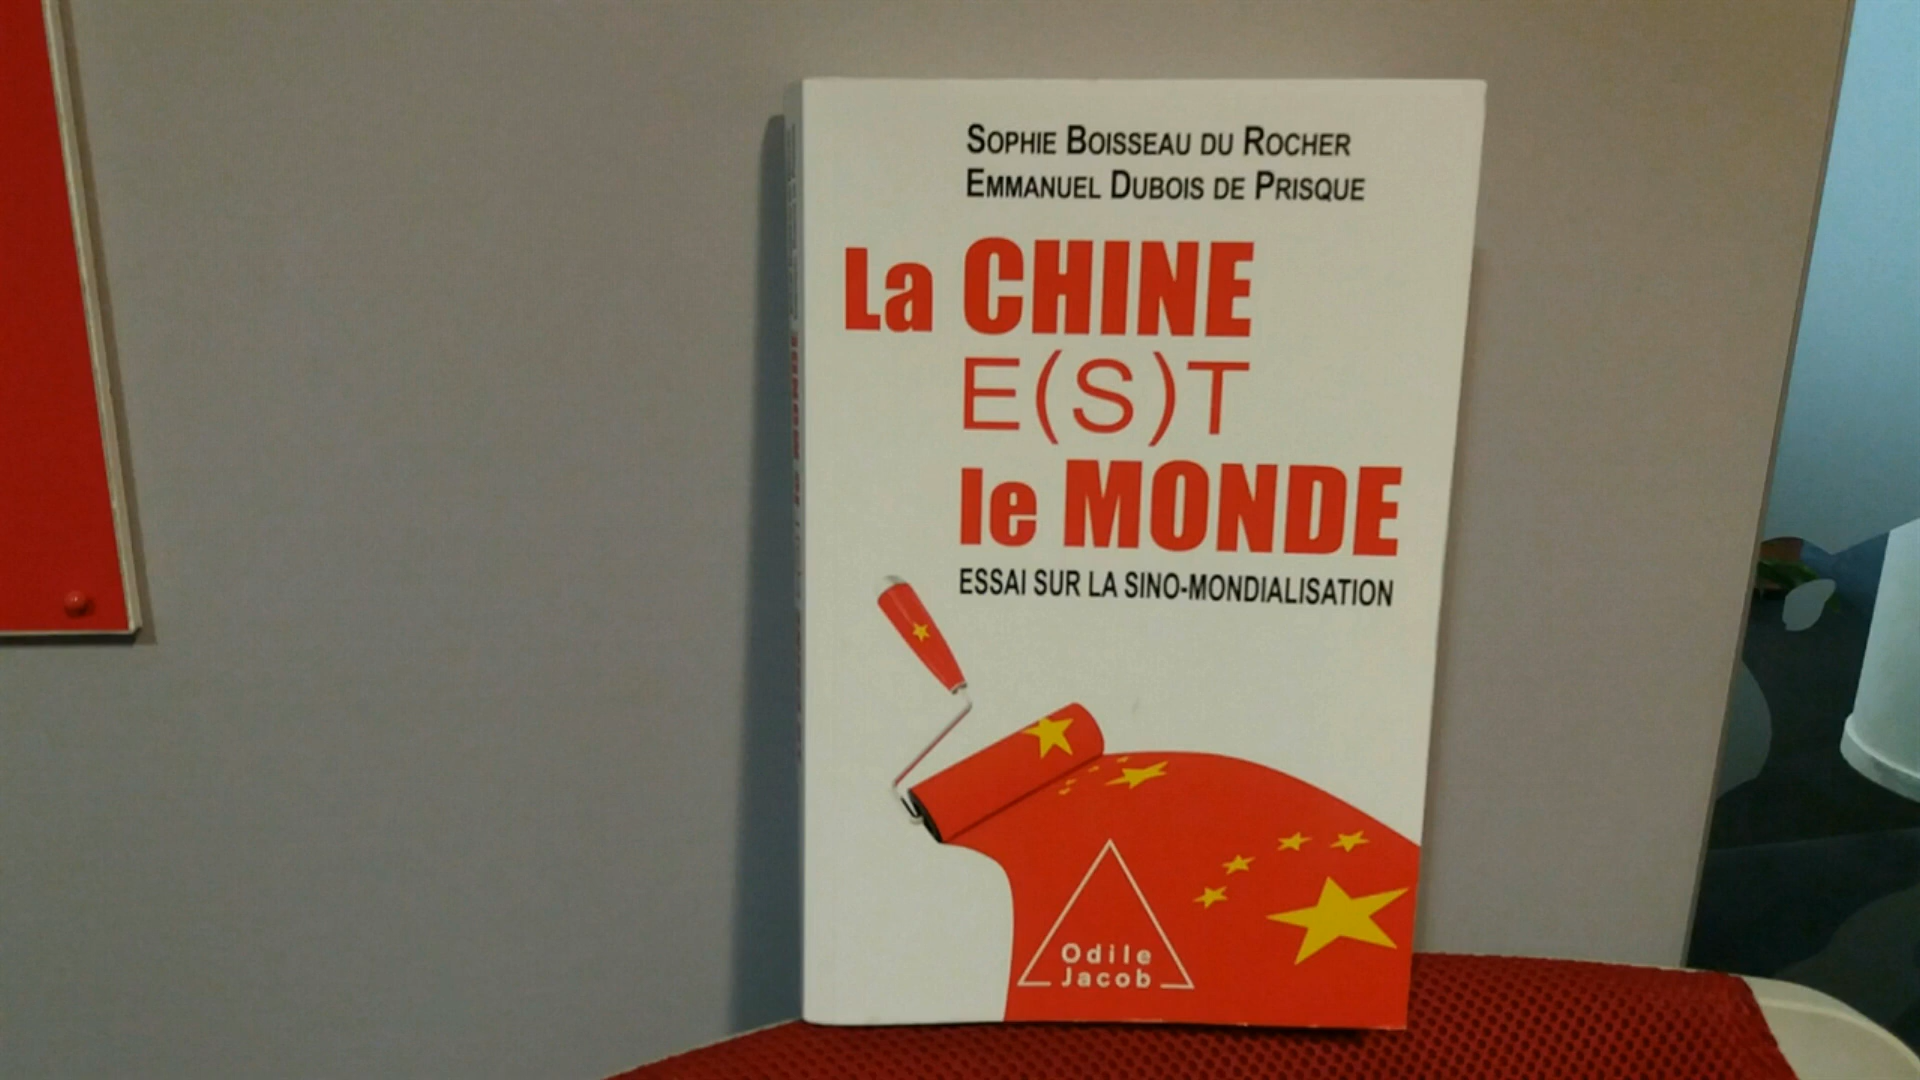 SOPHIE BOISSEAU DU ROCHER
EMMANUEL DUBOIS DE PRISQUE
La CHINE
E(S)T
le MONDE
ESSAI SUR LA SINO-MONDIALISATION
Odile
Jacob